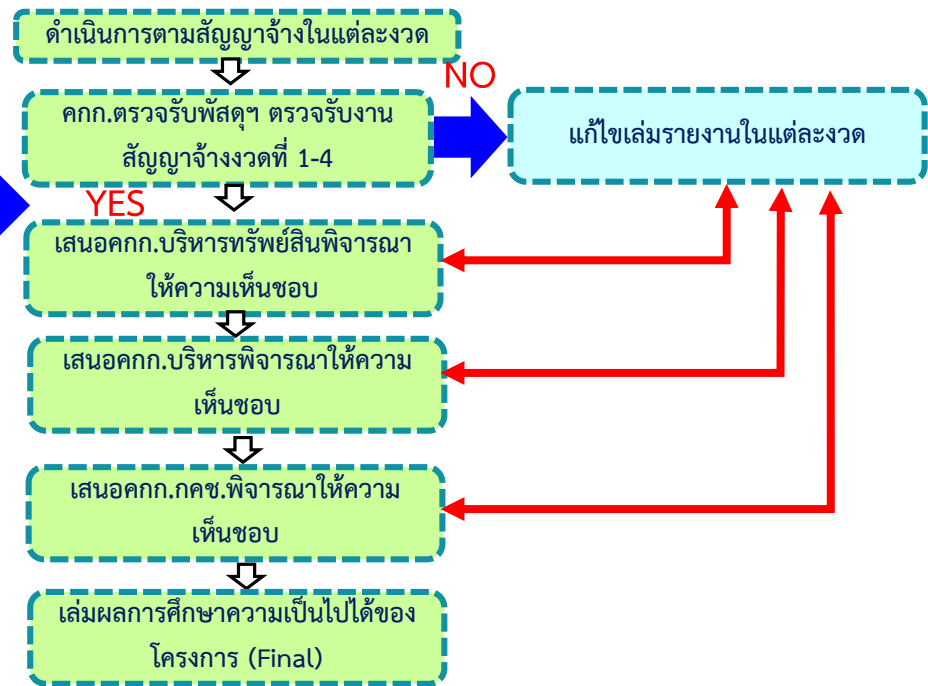 ดำเนินการตามสัญญาจ้างในแต่ละงวด
NO
คกก.ตรวจรับพัสดุฯ ตรวจรับงาน
สัญญาจ้างงวดที่ 1-4
แก้ไขเล่มรายงานในแต่ละงวด
YES
เสนอคกก.บริหารทรัพย์สินพิจารณา
ให้ความเห็นชอบ
เสนอคกก.บริหารพิจารณาให้ความ
เห็นชอบ
เสนอคกก.กคช.พิจารณาให้ความ
เห็นชอบ
เล่มผลการศึกษาความเป็นไปได้ของ
โครงการ (Final)